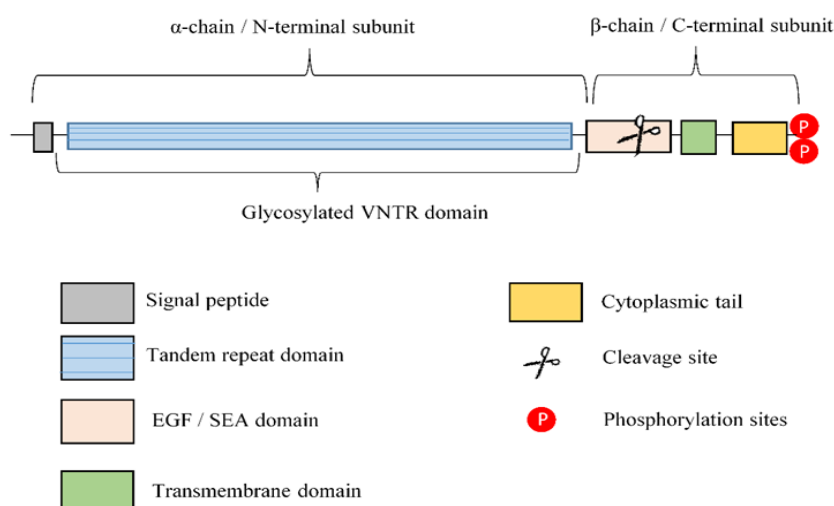 α-chain / N-terminal subunit
β-chain / C-terminal subunit
P
P
Glycosylated VNTR domain
Signal peptide
Cytoplasmic tail
Tandem repeat domain
Cleavage site
EGF / SEA domain
P
Phosphorylation sites
Transmembrane domain